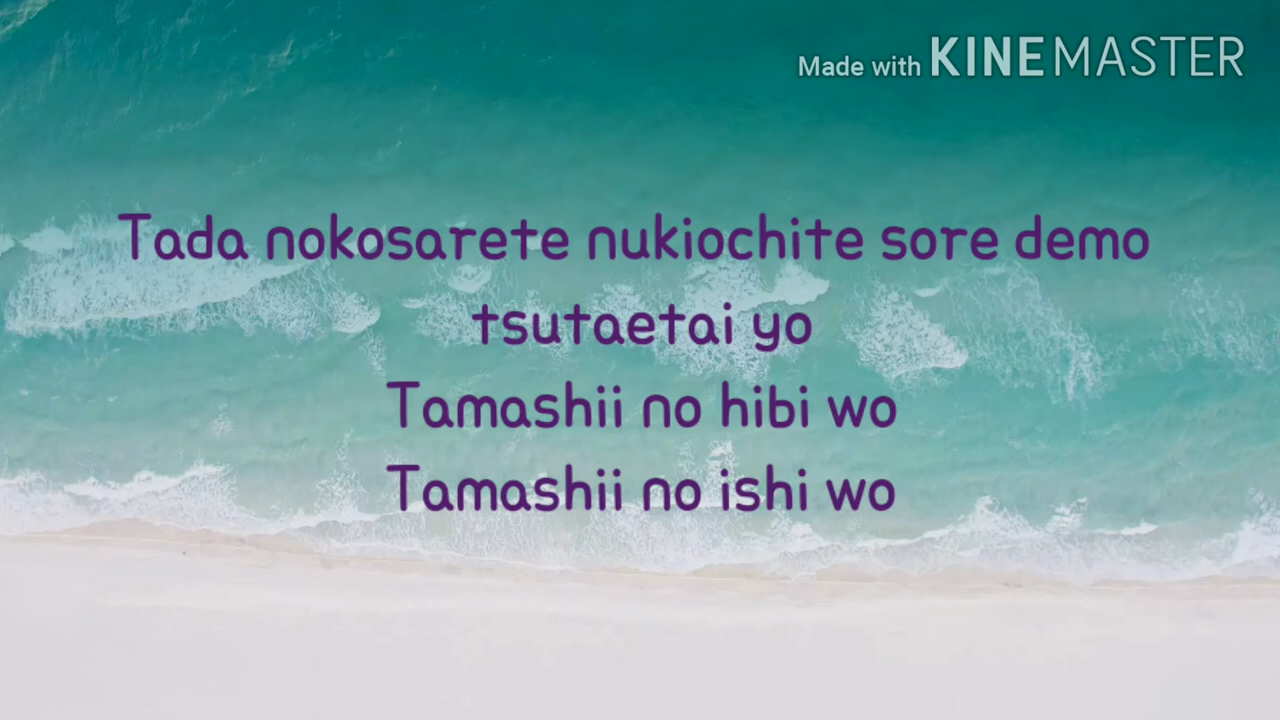 Made with KINEMASTER
Tada nokosarete nukiochite sore demo
tsutaetai yo
Tamashii no hibi wo
Tamashii no ishi wo